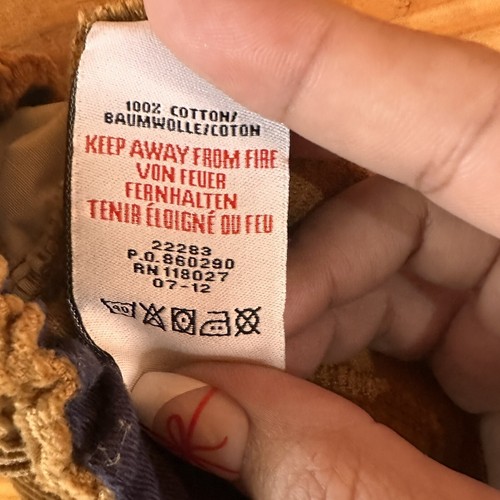 100% COTTON/
BAUMWOLLE/COTON
KEEP AWAY FROM FIRE
VON FEUER
FERNHALTEN
TENIR ÉLOIGNÉ DU FEU
22283
P.O. 860290
RN 118027
07-12
40